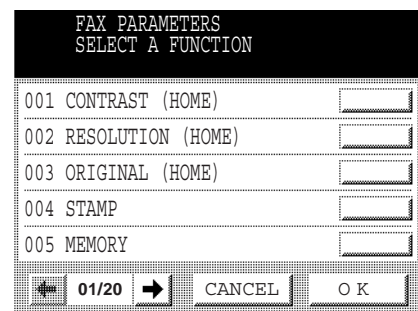 FAX PARAMETERS
SELECT A FUNCTION
001 CONTRAST (HOME)
002 RESOLUTION (HOME)
003 ORIGINAL (HOME)
004 STAMP
005 MEMORY
01/20 CANCEL O K